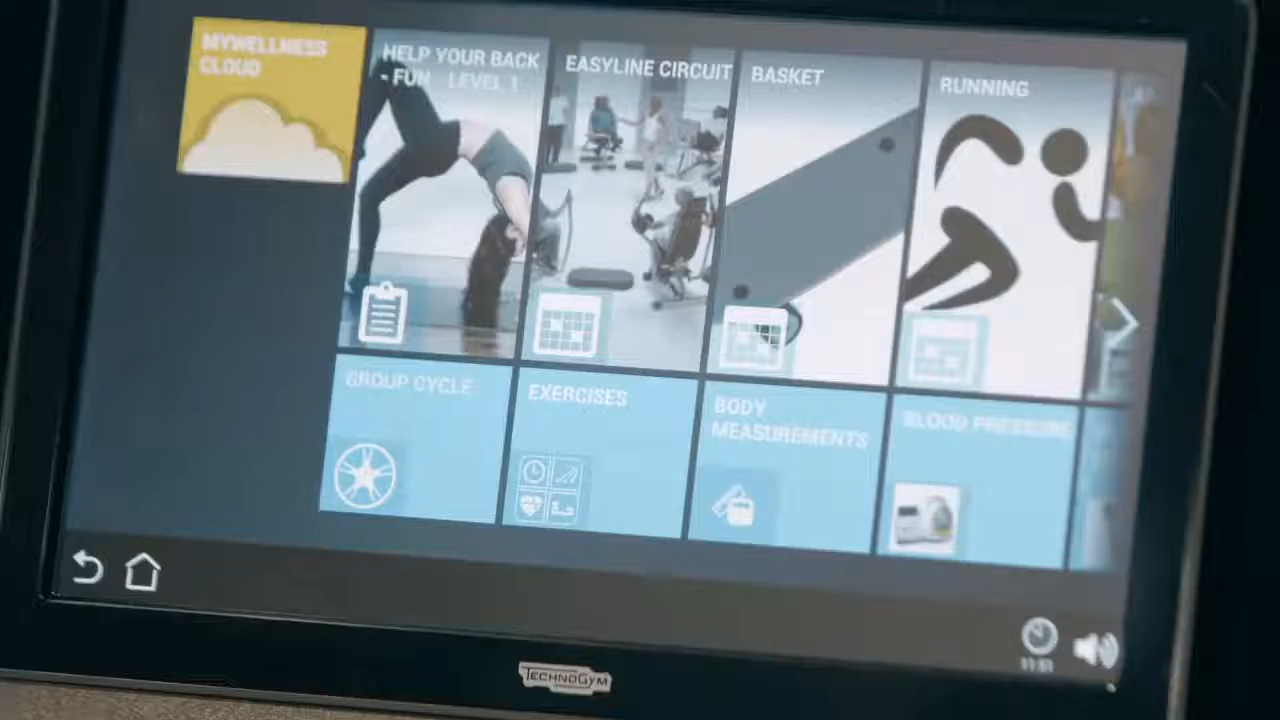 MYWELLNESS
CLOUD
HELP YOUR BACK
- FUN LEVEL 1
EASYLINE CIRCUIT
BASKET
RUNNING
GROUP CYCLE
EXERCISES
BODY
MEASUREMENTS
BLOOD PRESSURE
TECHNOGYM